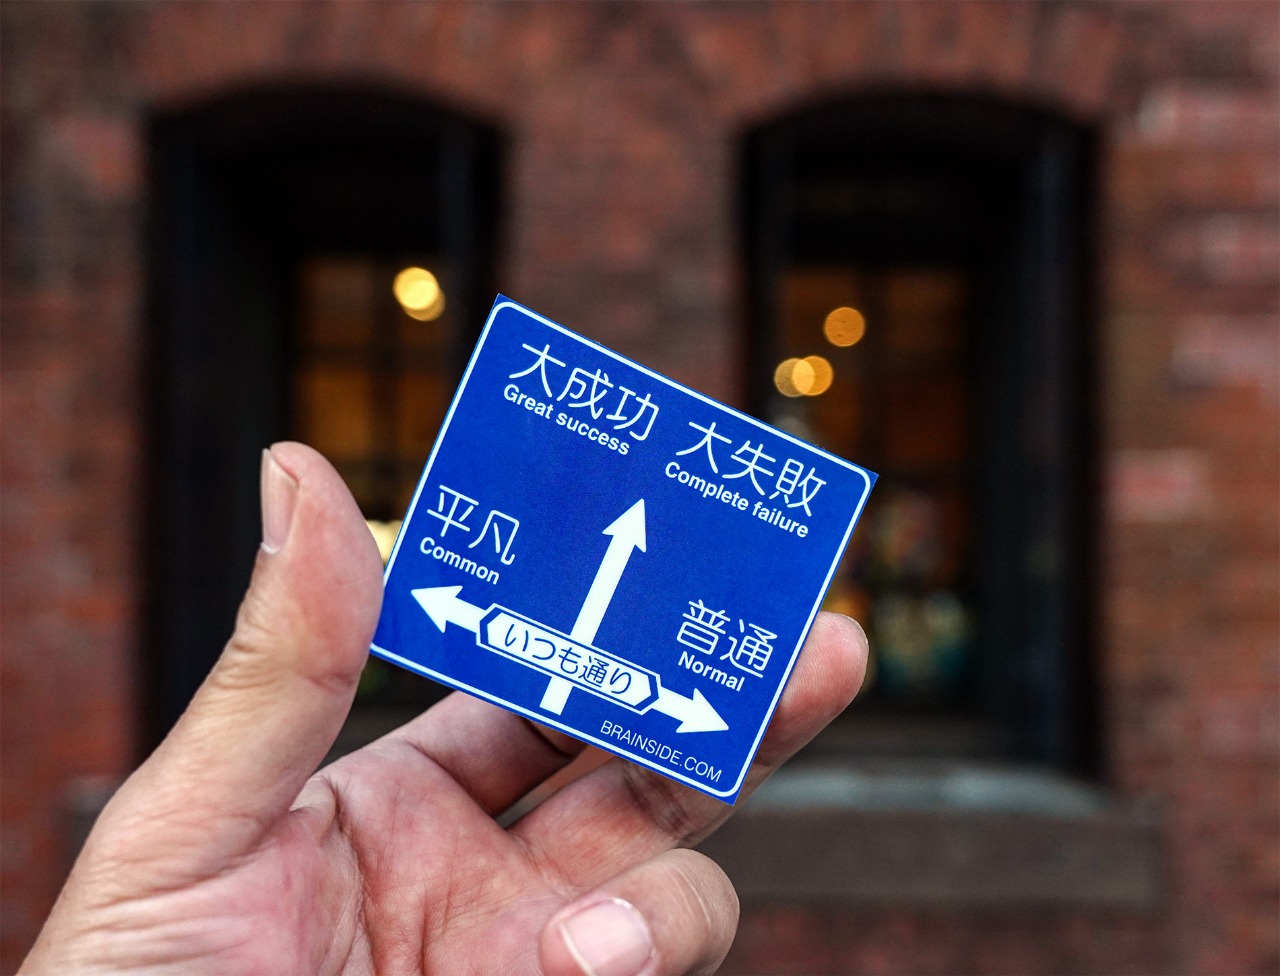 大成功
Great success
大失敗
Complete failure
平凡
Common
普通
Normal
いつも通り
BRAINSIDE.COM